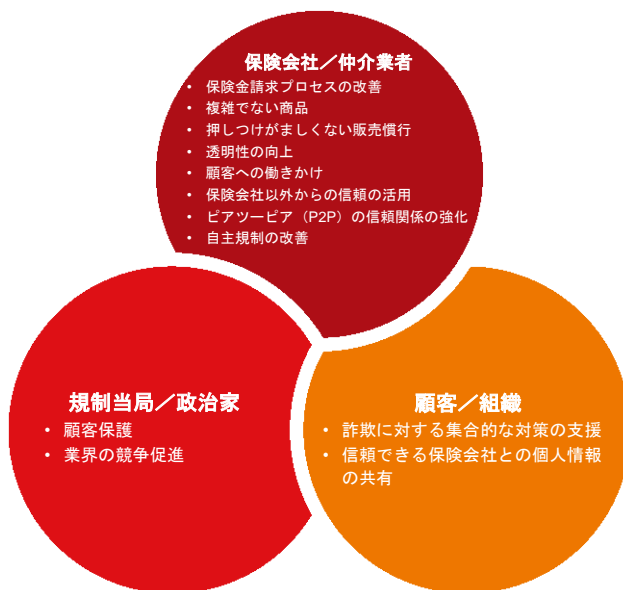 保険会社／仲介業者
• 保険金請求プロセスの改善
• 複雑でない商品
• 押しつけがましくない販売慣行
• 透明性の向上
• 顧客への働きかけ
• 保険会社以外からの信頼の活用
• ピアツーピア（P2P）の信頼関係の強化
• 自主規制の改善
規制当局／政治家
• 顧客保護
• 業界の競争促進
顧客／組織
• 詐欺に対する集合的な対策の支援
• 信頼できる保険会社との個人情報
の共有